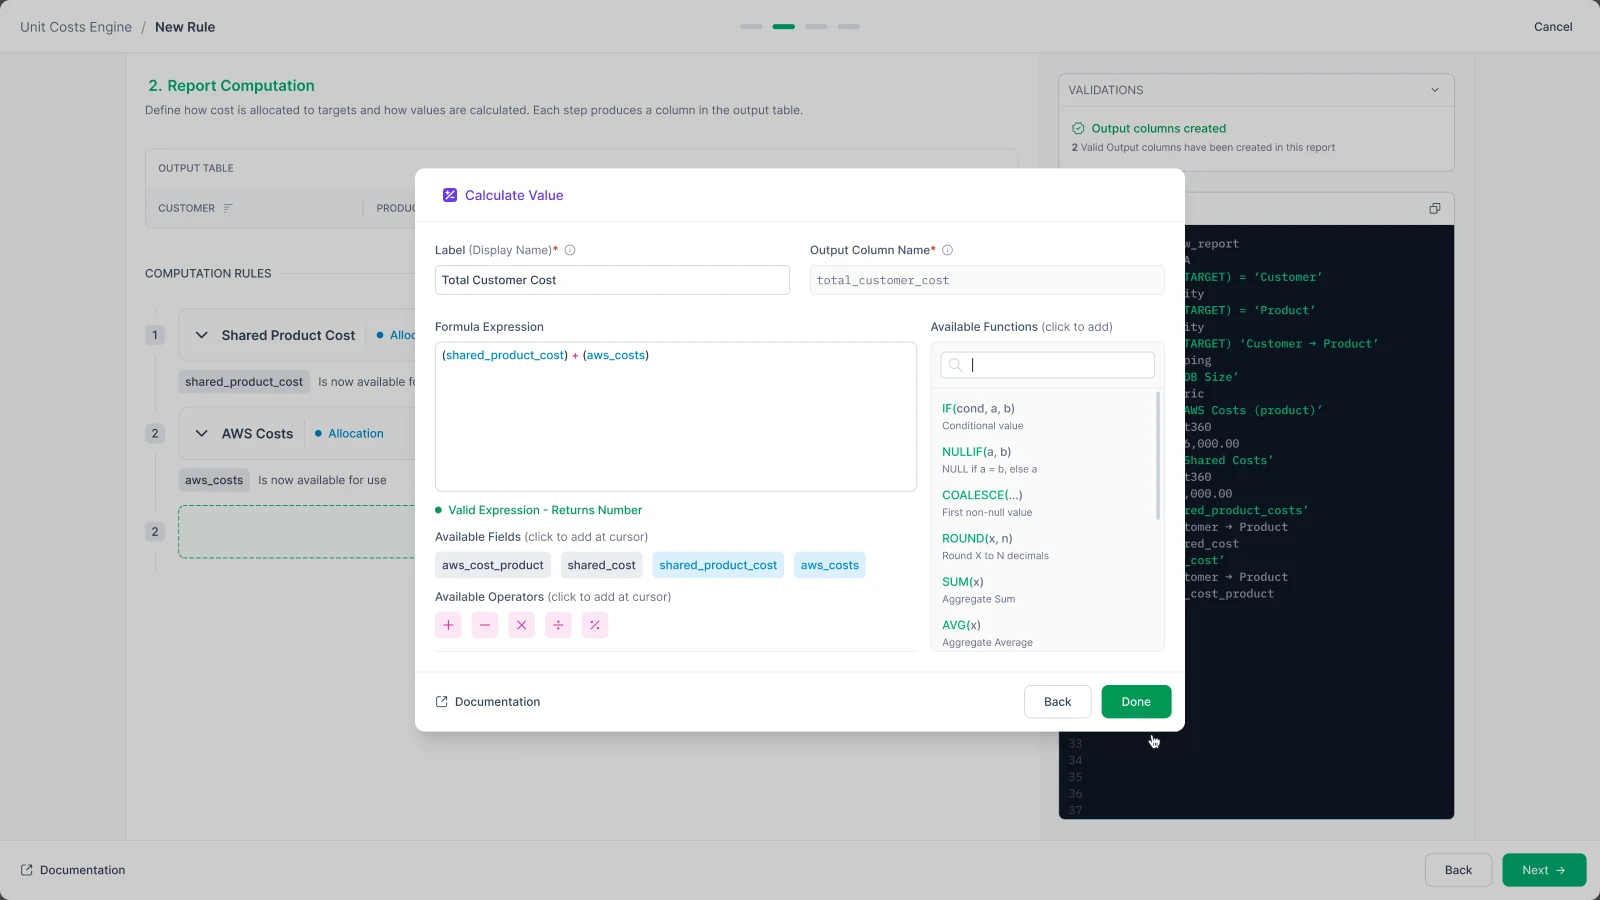 Unit Costs Engine / New Rule
Cancel
2. Report Computation
Define how cost is allocated to targets and how values are calculated. Each step produces a column in the output table.
OUTPUT TABLE
CUSTOMER
PRODUC
COMPUTATION RULES
1
Shared Product Cost
Alloc
shared_product_cost
Is now available fo
2
AWS Costs
Allocation
aws_costs
Is now available for use
2
Calculate Value
Label (Display Name)*
Total Customer Cost
Output Column Name*
total_customer_cost
Formula Expression
(shared_product_cost) + (aws_costs)
Valid Expression - Returns Number
Available Fields (click to add at cursor)
aws_cost_product
shared_cost
shared_product_cost
aws_costs
Available Operators (click to add at cursor)
+ − × ÷ %
Available Functions (click to add)
IF(cond, a, b)
Conditional value
NULLIF(a, b)
NULL if a = b, else a
COALESCE(...)
First non-null value
ROUND(x, n)
Round X to N decimals
SUM(x)
Aggregate Sum
AVG(x)
Aggregate Average
Documentation
Back
Done
VALIDATIONS
Output columns created
2 Valid Output columns have been created in this report
w_report
A
TARGET) = ‘Customer’
ity
TARGET) = ‘Product’
ity
TARGET) ‘Customer → Product’
ping
DB Size’
ric
AWS Costs (product)’
t360
6,000.00
Shared Costs’
t360
,000.00
red_product_costs’
tomer → Product
red_cost
_cost’
tomer → Product
_cost_product
33
34
35
36
37
Documentation
Back
Next →